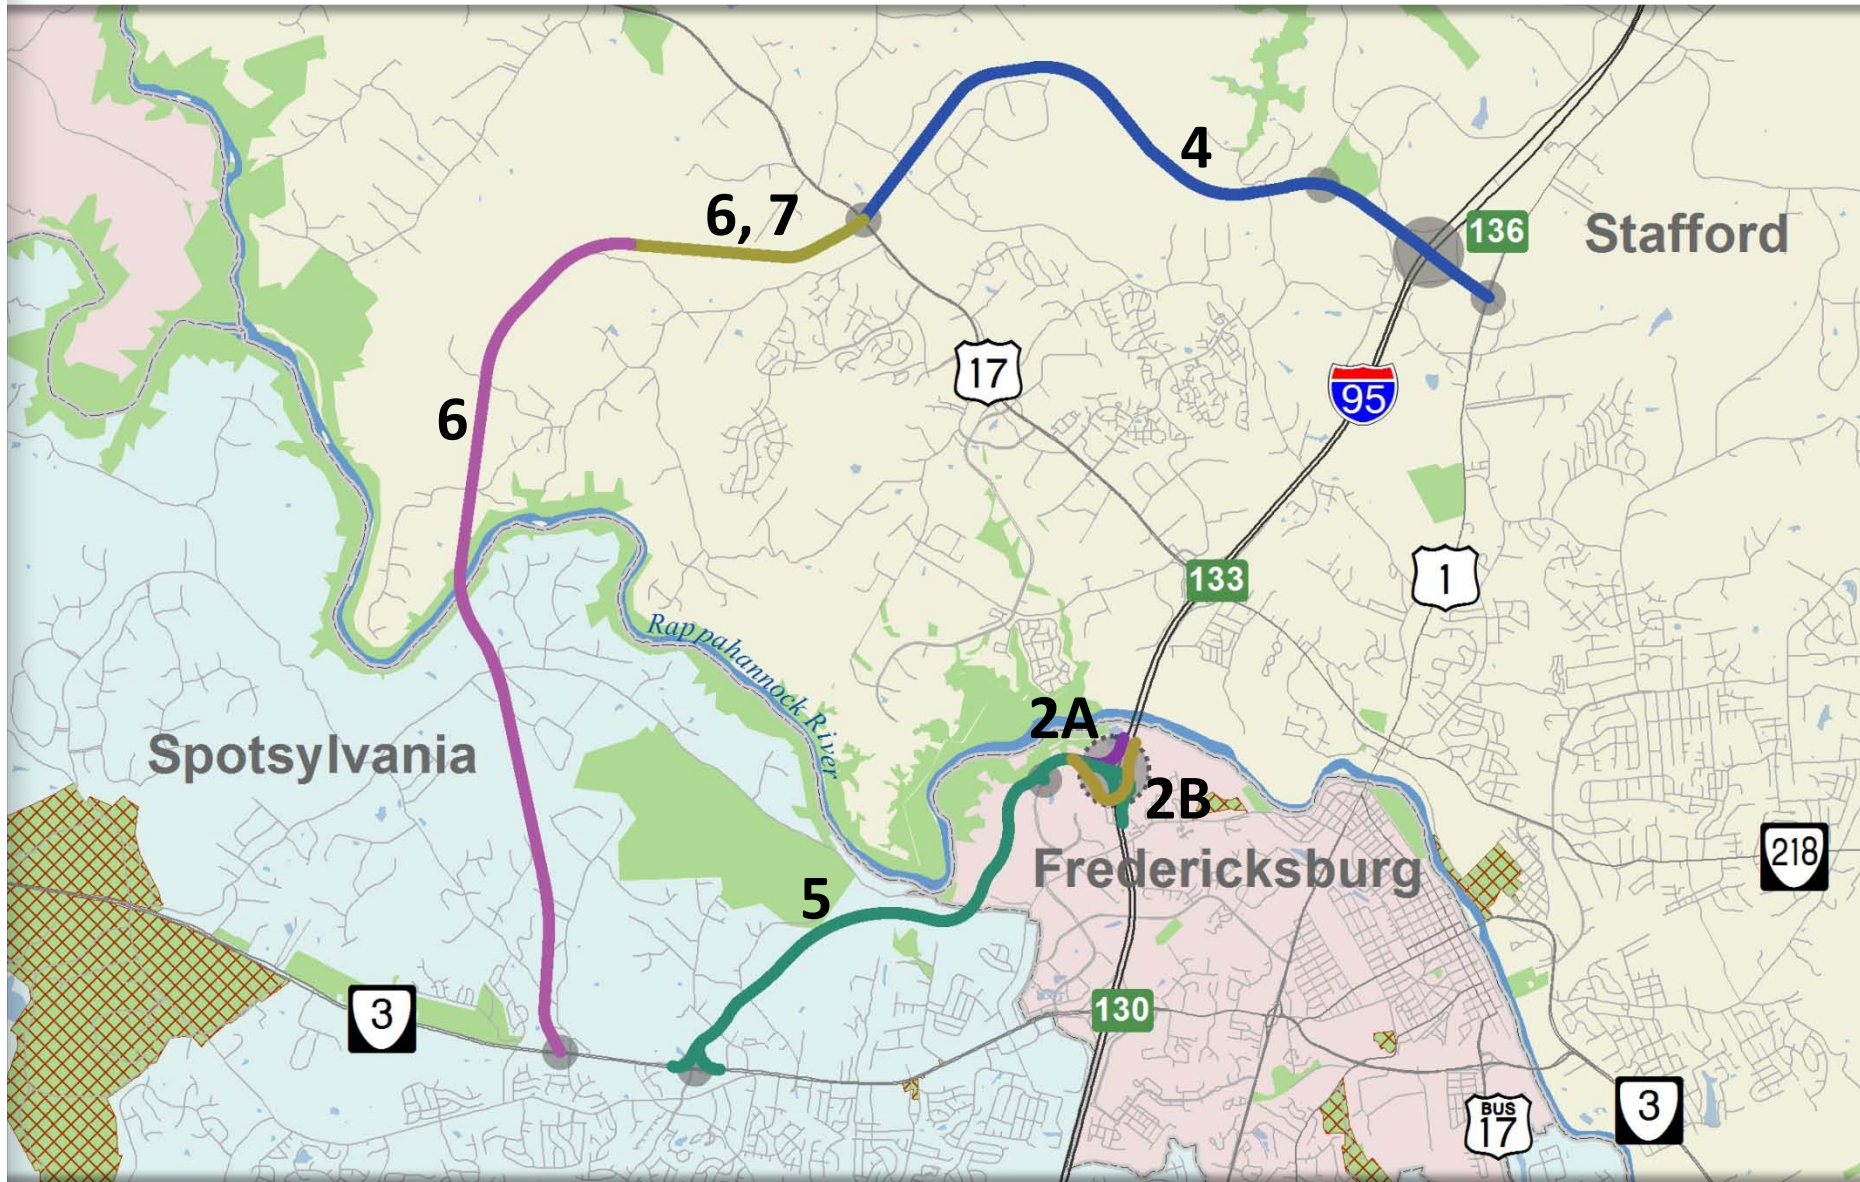 4
6, 7
136
Stafford
17
95
6
133
1
Rappahannock River
2A
Spotsylvania
2B
218
Fredericksburg
5
130
3
3
BUS
17